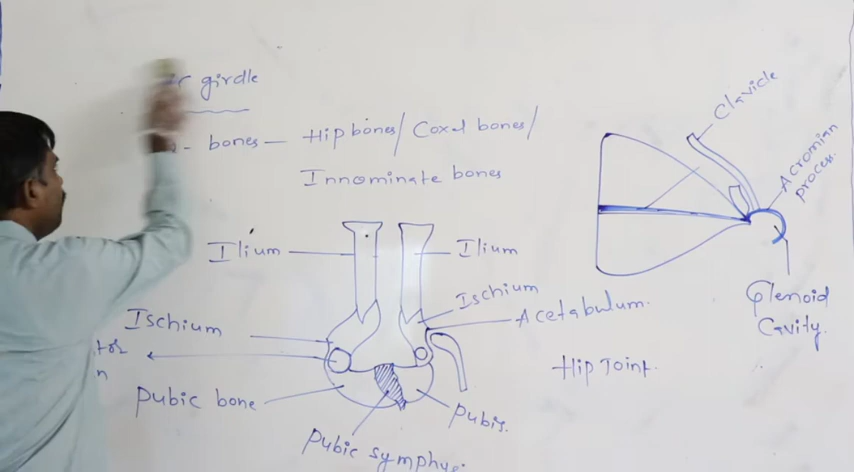 girdle
bones - Hip bones/ Coxal bones/
Innominate bones
Ilium
Ilium
Ischium
Acetabulum.
Ischium
Pubic bone
Pubis.
Pubic symphysi
Hip Joint.
Clavicle
Acromian
process.
Glenoid
Cavity.